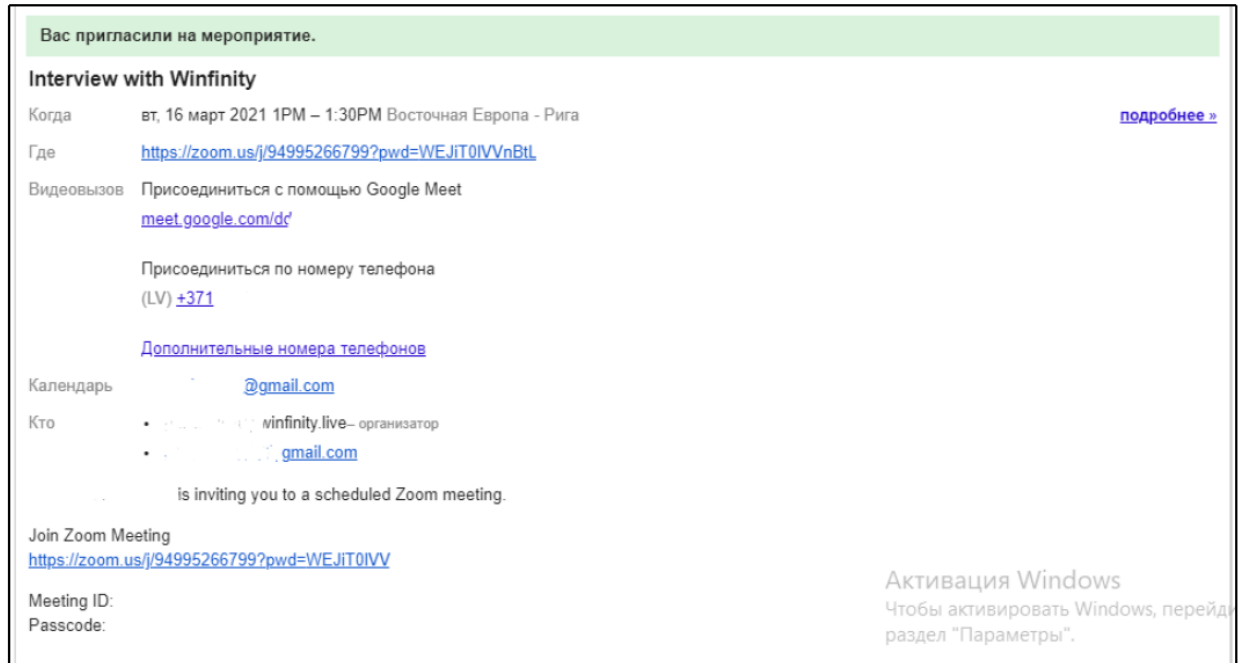 Вас пригласили на мероприятие.
Interview with Winfinity
Когда вт, 16 март 2021 1PM – 1:30PM Восточная Европа - Рига подробнее »
Где https://zoom.us/j/94995266799?pwd=WEJiT0lVVnBtL
Видеовызов Присоединиться с помощью Google Meet
meet.google.com/dd
Присоединиться по номеру телефона
(LV) +371
Дополнительные номера телефонов
Календарь @gmail.com
Кто • winfinity.live– организатор
• gmail.com
is inviting you to a scheduled Zoom meeting.
Join Zoom Meeting
https://zoom.us/j/94995266799?pwd=WEJiT0lVV
Meeting ID:
Passcode:
Активация Windows
Чтобы активировать Windows, перейди
раздел "Параметры".